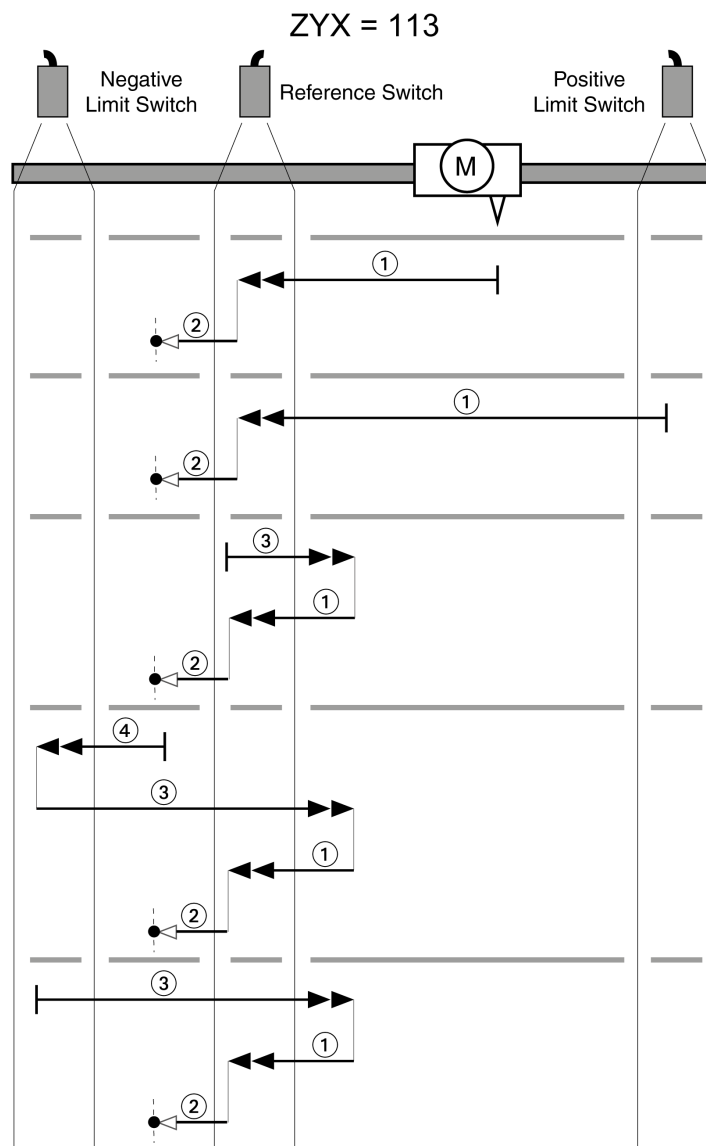 ZYX = 113
Negative
Limit Switch
Reference Switch
Positive
Limit Switch
M
1
2
1
2
3
1
2
4
3
1
2
3
1
2